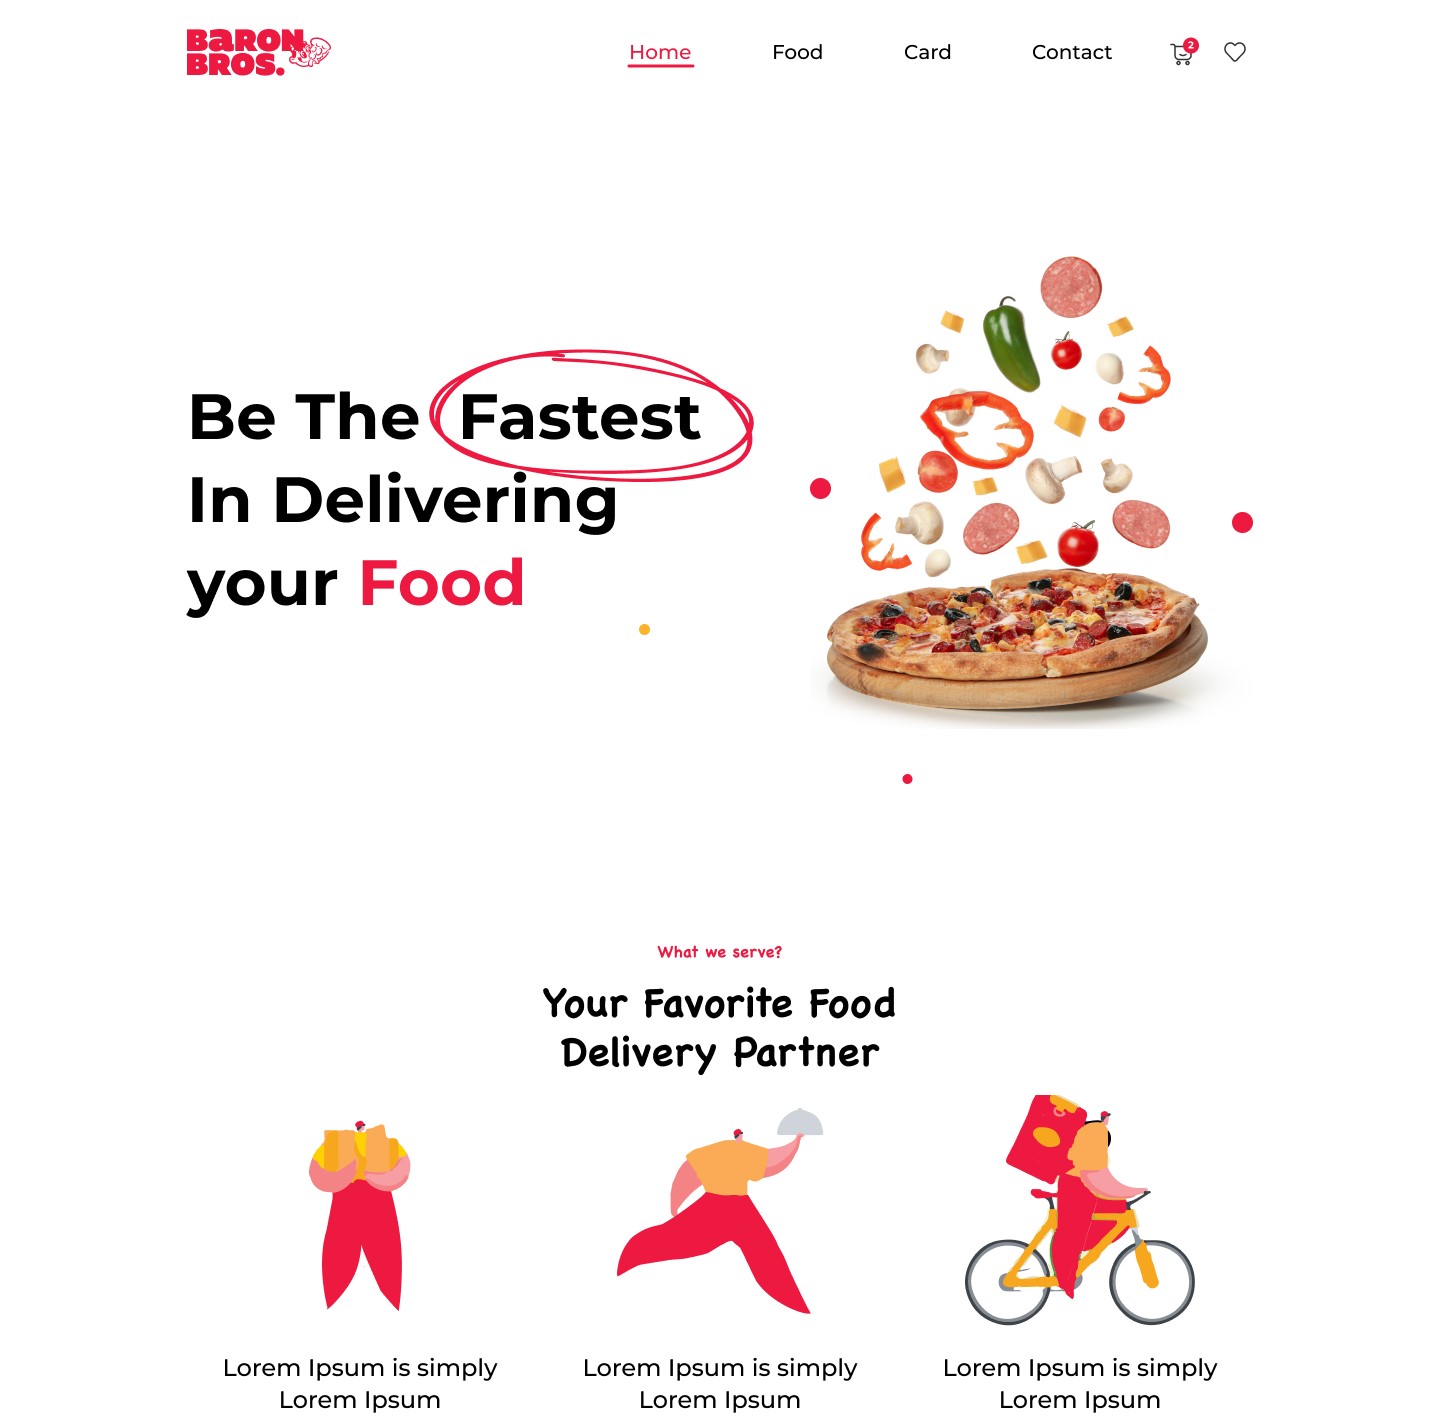 BaRON
BROS.
Home
Food
Card
Contact
2
Be The Fastest
In Delivering
your Food
What we serve?
Your Favorite Food
Delivery Partner
Lorem Ipsum is simply
Lorem Ipsum
Lorem Ipsum is simply
Lorem Ipsum
Lorem Ipsum is simply
Lorem Ipsum